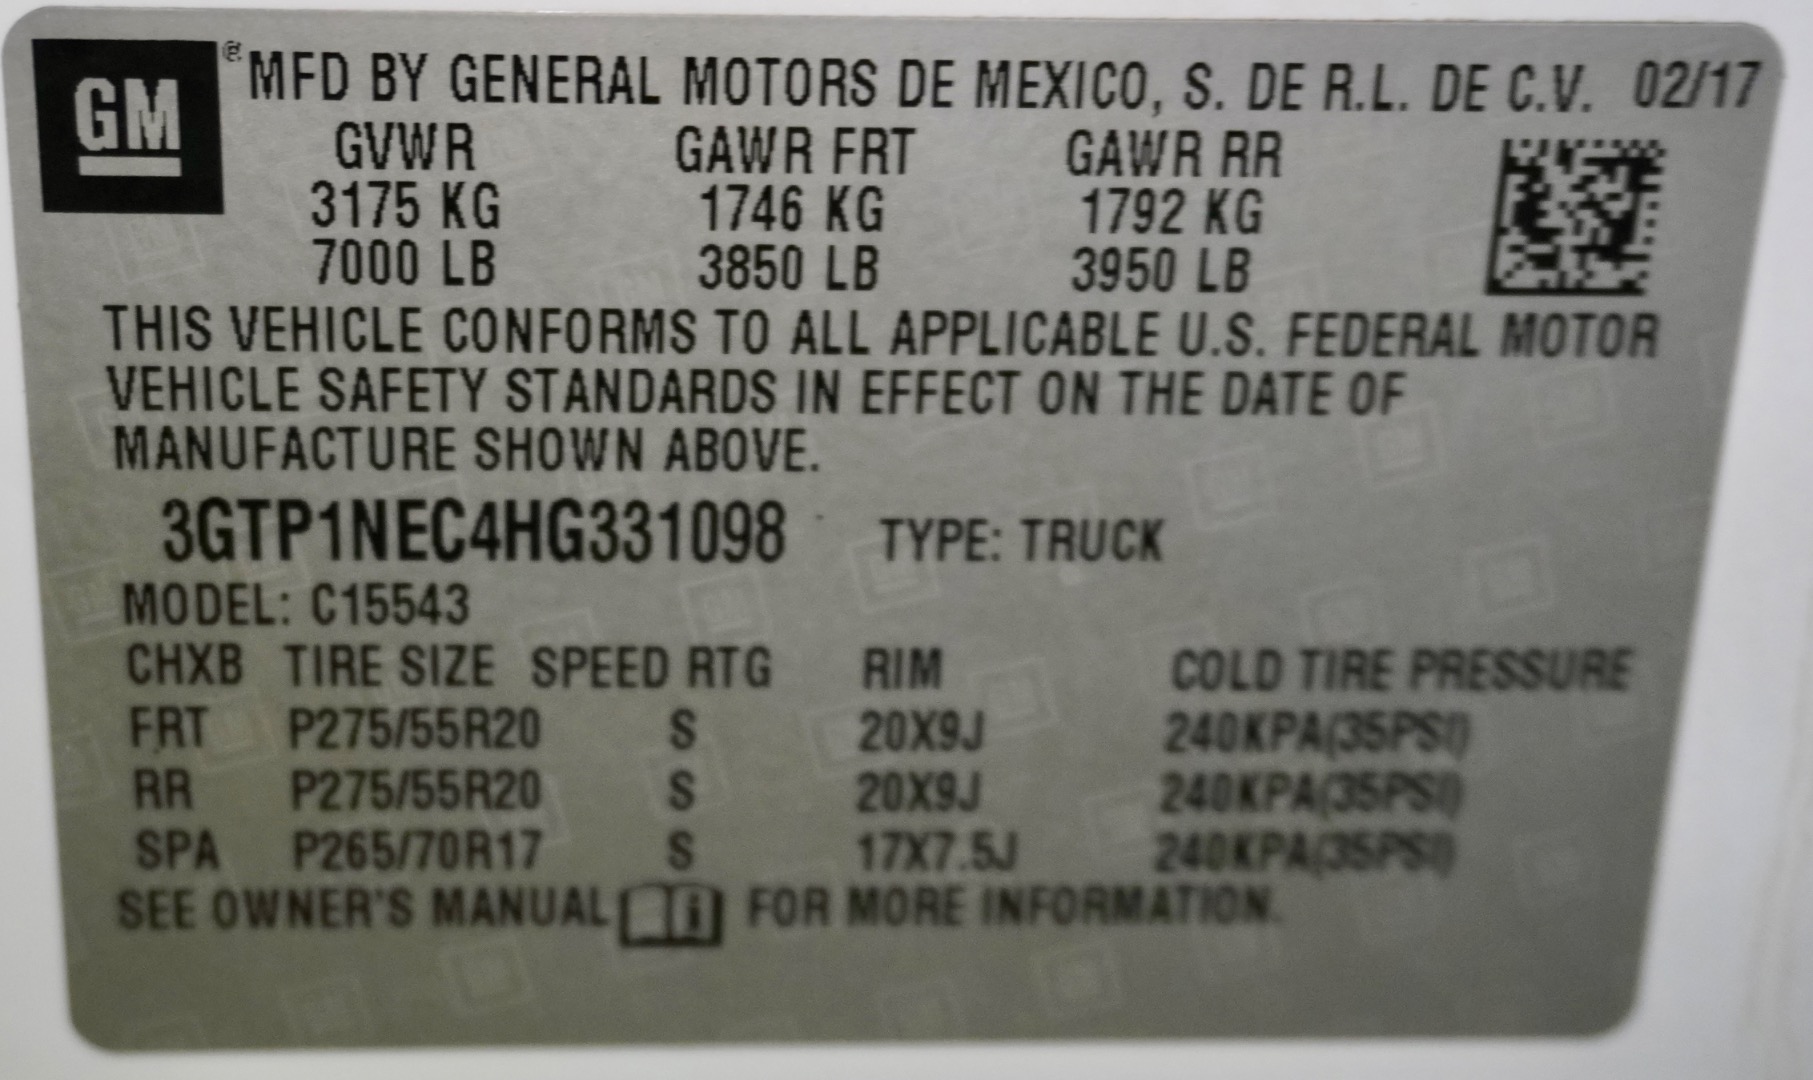 GM ® MFD BY GENERAL MOTORS DE MEXICO, S. DE R.L. DE C.V. 02/17
GVWR GAWR FRT GAWR RR
3175 KG 1746 KG 1792 KG
7000 LB 3850 LB 3950 LB
THIS VEHICLE CONFORMS TO ALL APPLICABLE U.S. FEDERAL MOTOR
VEHICLE SAFETY STANDARDS IN EFFECT ON THE DATE OF
MANUFACTURE SHOWN ABOVE.
3GTP1NEC4HG331098 TYPE: TRUCK
MODEL: C15543
CHXB TIRE SIZE SPEED RTG RIM COLD TIRE PRESSURE
FRT P275/55R20 S 20X9J 240KPA(35PSI)
RR P275/55R20 S 20X9J 240KPA(35PSI)
SPA P265/70R17 S 17X7.5J 240KPA(35PSI)
SEE OWNER'S MANUAL i FOR MORE INFORMATION.